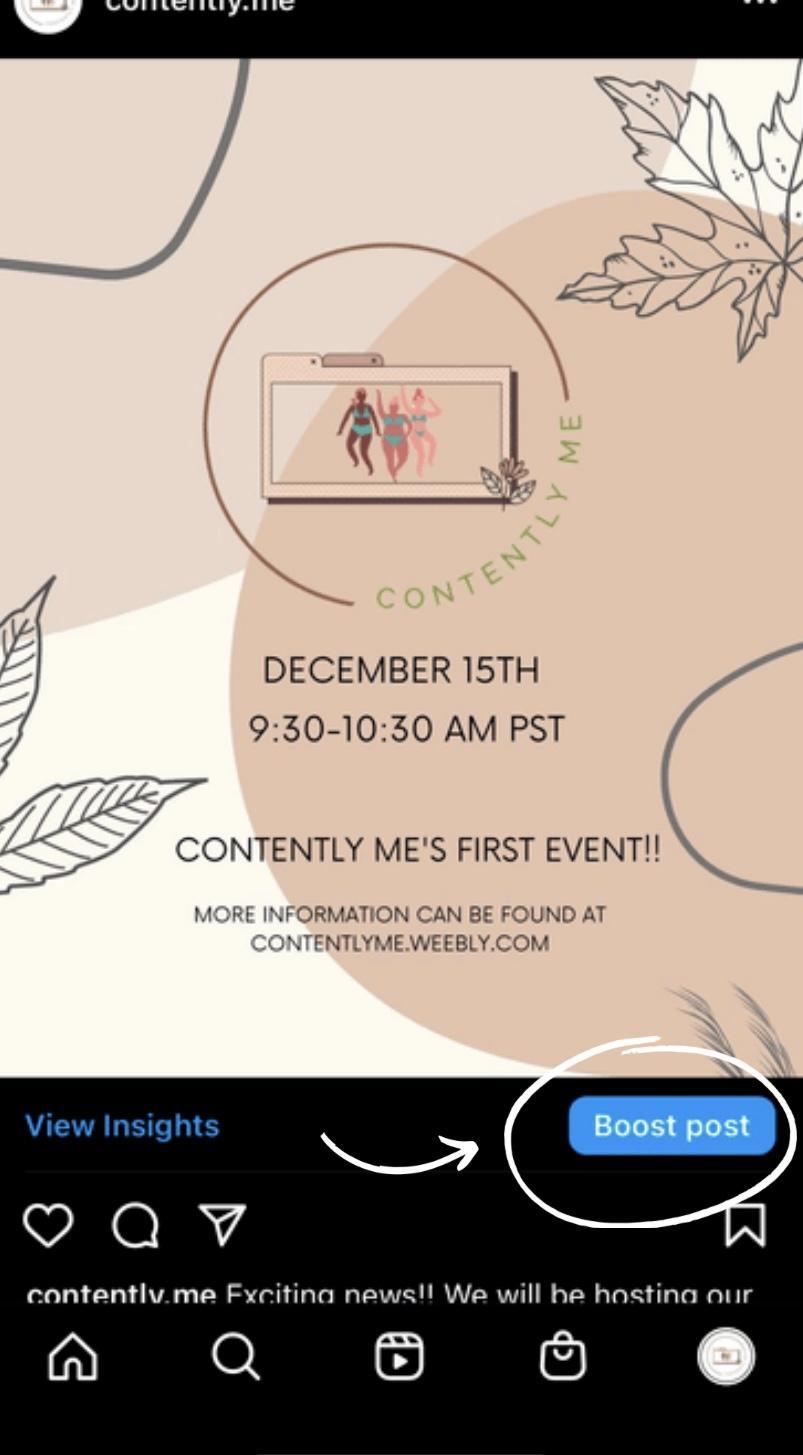 contently.me
CONTENTLY ME
DECEMBER 15TH
9:30-10:30 AM PST
CONTENTLY ME'S FIRST EVENT!!
MORE INFORMATION CAN BE FOUND AT
CONTENTLYME.WEEBLY.COM
View Insights
Boost post
contently.me Exciting news!! We will be hosting our